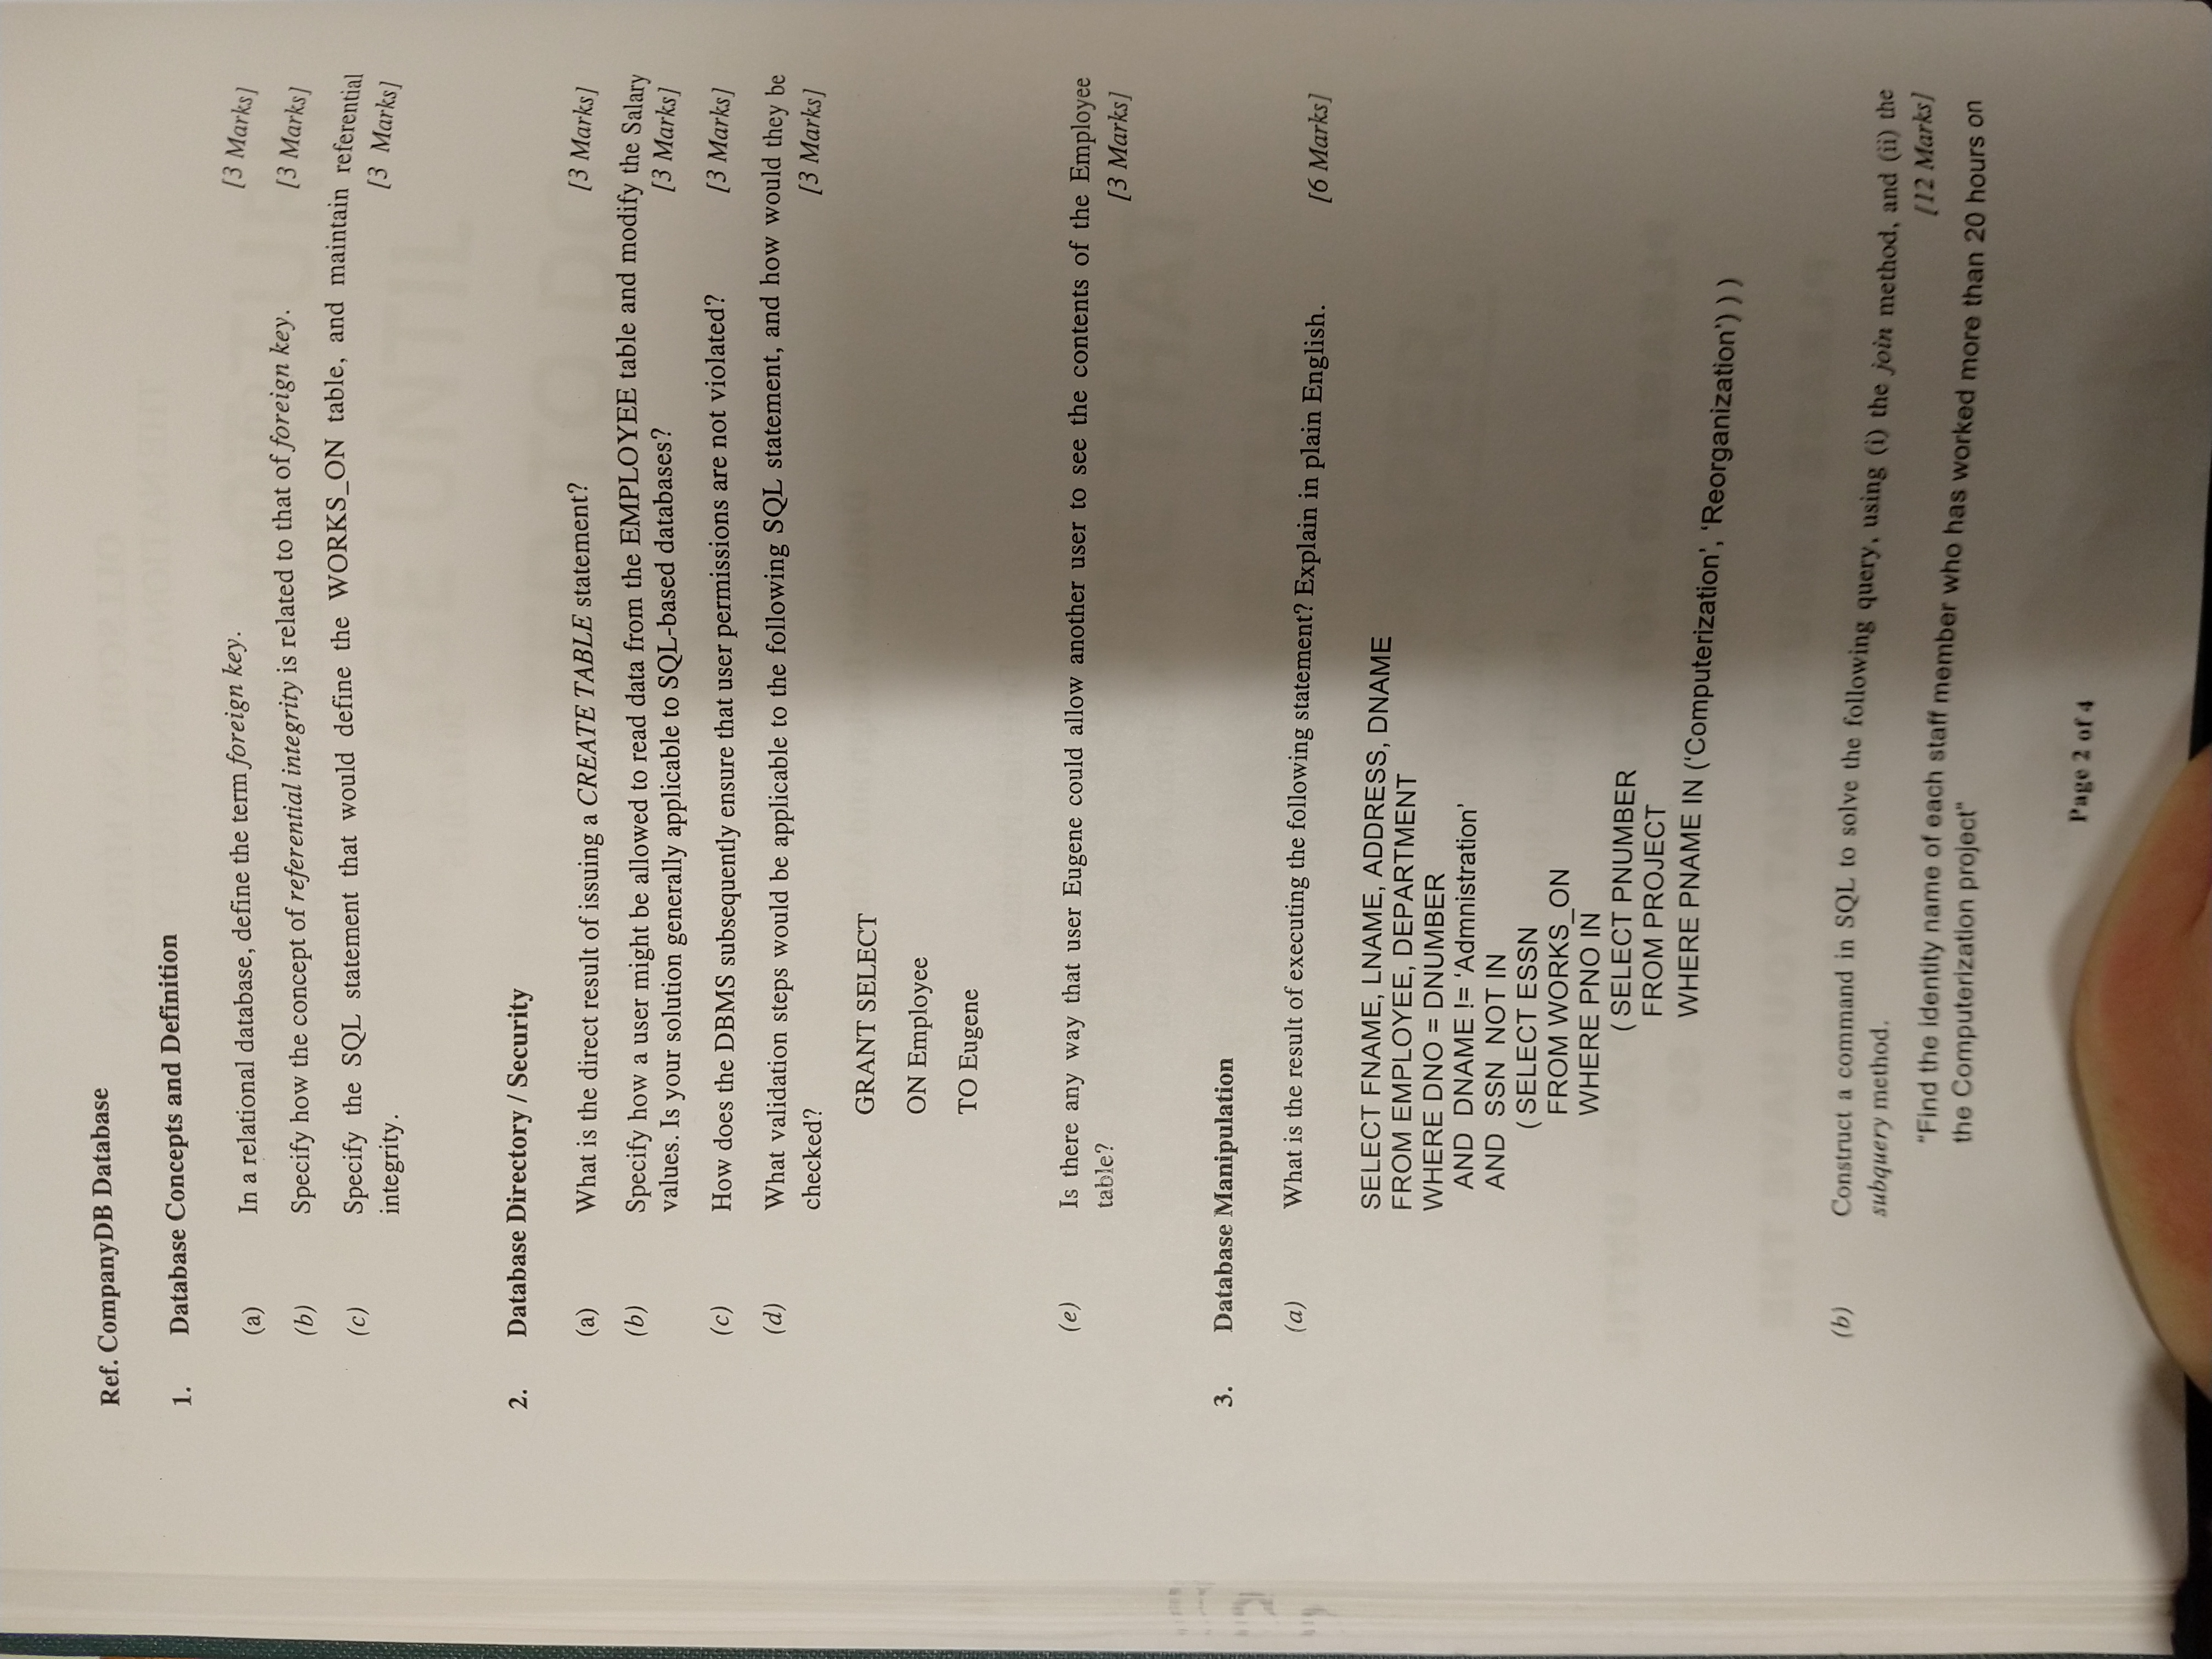 Ref. CompanyDB Database
1. Database Concepts and Definition
(a) In a relational database, define the term foreign key. [3 Marks]
(b) Specify how the concept of referential integrity is related to that of foreign key. [3 Marks]
(c) Specify the SQL statement that would define the WORKS_ON table, and maintain referential
integrity. [3 Marks]
2. Database Directory / Security
(a) What is the direct result of issuing a CREATE TABLE statement? [3 Marks]
(b) Specify how a user might be allowed to read data from the EMPLOYEE table and modify the Salary
values. Is your solution generally applicable to SQL-based databases? [3 Marks]
(c) How does the DBMS subsequently ensure that user permissions are not violated? [3 Marks]
(d) What validation steps would be applicable to the following SQL statement, and how would they be
checked? [3 Marks]
GRANT SELECT
ON Employee
TO Eugene
(e) Is there any way that user Eugene could allow another user to see the contents of the Employee
table? [3 Marks]
3. Database Manipulation
(a) What is the result of executing the following statement? Explain in plain English. [6 Marks]
SELECT FNAME, LNAME, ADDRESS, DNAME
FROM EMPLOYEE, DEPARTMENT
WHERE DNO = DNUMBER
AND DNAME != ‘Admnistration’
AND SSN NOT IN
( SELECT ESSN
FROM WORKS_ON
WHERE PNO IN
( SELECT PNUMBER
FROM PROJECT
WHERE PNAME IN (‘Computerization’, ‘Reorganization’) ) )
(b) Construct a command in SQL to solve the following query, using (i) the join method, and (ii) the
subquery method. [12 Marks]
"Find the identity name of each staff member who has worked more than 20 hours on
the Computerization project"
Page 2 of 4